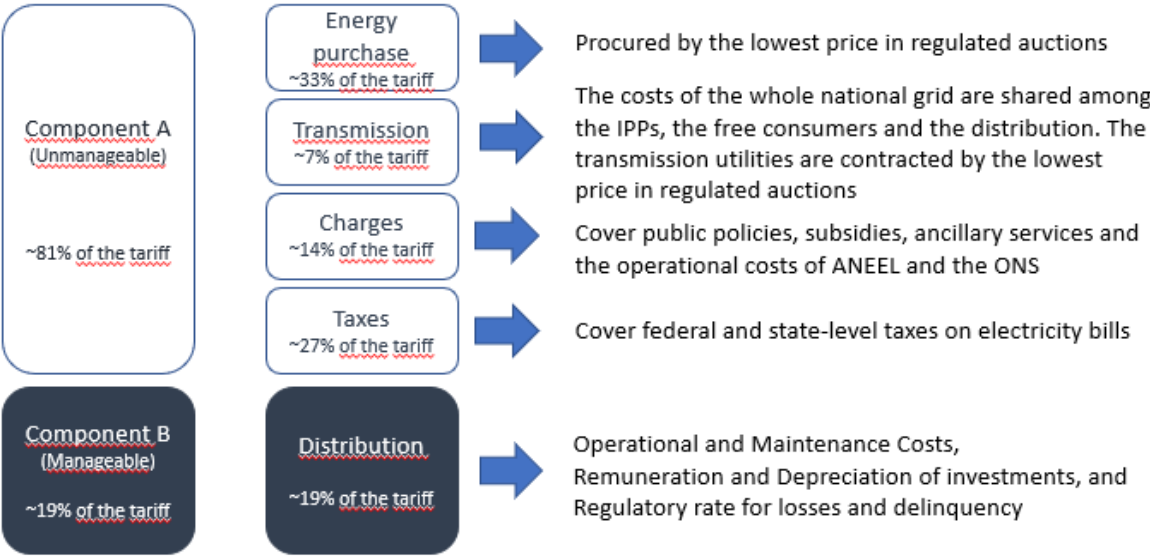 Component A
(Unmanageable)
~81% of the tariff
Energy
purchase
~33% of the tariff
Procured by the lowest price in regulated auctions
Transmission
~7% of the tariff
The costs of the whole national grid are shared among
the IPPs, the free consumers and the distribution. The
transmission utilities are contracted by the lowest
price in regulated auctions
Charges
~14% of the tariff
Cover public policies, subsidies, ancillary services and
the operational costs of ANEEL and the ONS
Taxes
~27% of the tariff
Cover federal and state-level taxes on electricity bills
Component B
(Manageable)
~19% of the tariff
Distribution
~19% of the tariff
Operational and Maintenance Costs,
Remuneration and Depreciation of investments, and
Regulatory rate for losses and delinquency